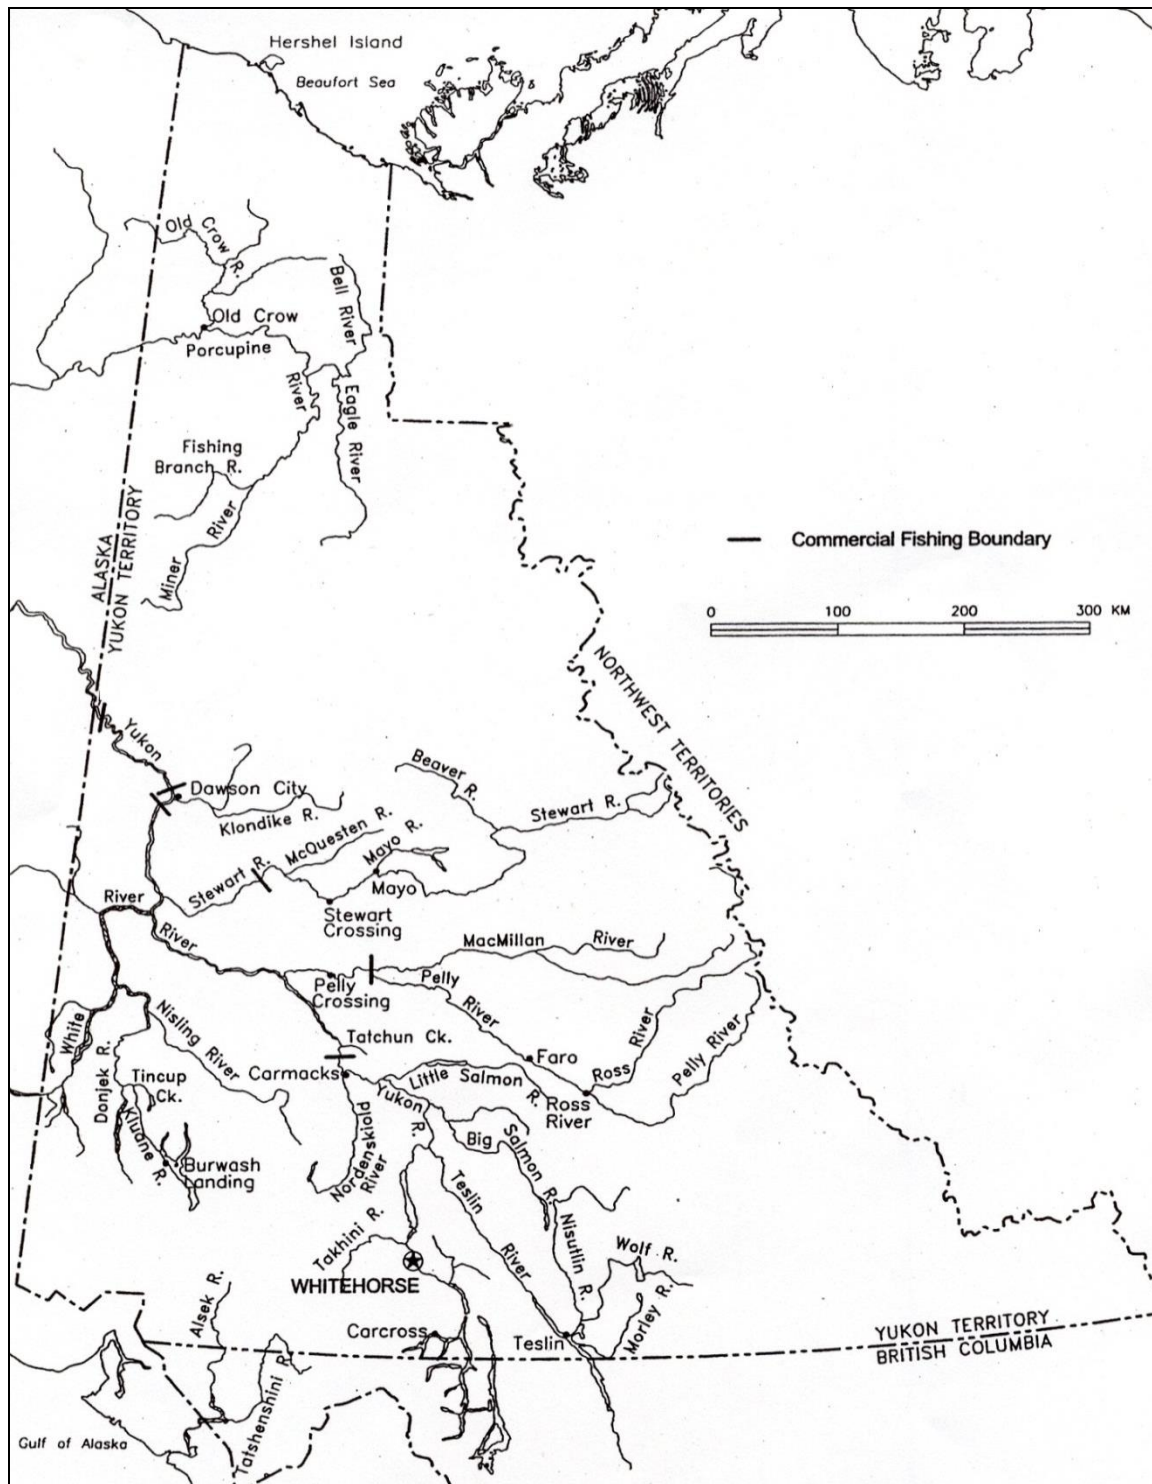 Hershel Island
Beaufort Sea
Old Crow R.
Bell River
Old Crow
Porcupine
River
Eagle River
Fishing
Branch R.
Miner River
ALASKA
YUKON TERRITORY
Commercial Fishing Boundary
0 100 200 300 KM
NORTHWEST TERRITORIES
Yukon
Dawson City
Klondike R.
Beaver R.
Stewart R.
Stewart R.
McQuesten R.
Mayo R.
Mayo
Stewart
Crossing
River
River
MacMillan River
Pelly
Crossing
Pelly
River
White
Nisling River
Donjek R.
Tincup
Ck.
Kluane R.
Burwash
Landing
Tatchun Ck.
Carmacks
Little Salmon
R.
Faro
Ross
River
Ross River
Pelly River
Yukon
R.
Nordenskiold
River
Big
Salmon R.
Teslin
River
Nisutlin R.
Wolf R.
Morley R.
Takhini R.
WHITEHORSE
Carcross
Teslin
Alsek R.
Tatshenshini R.
Gulf of Alaska
YUKON TERRITORY
BRITISH COLUMBIA